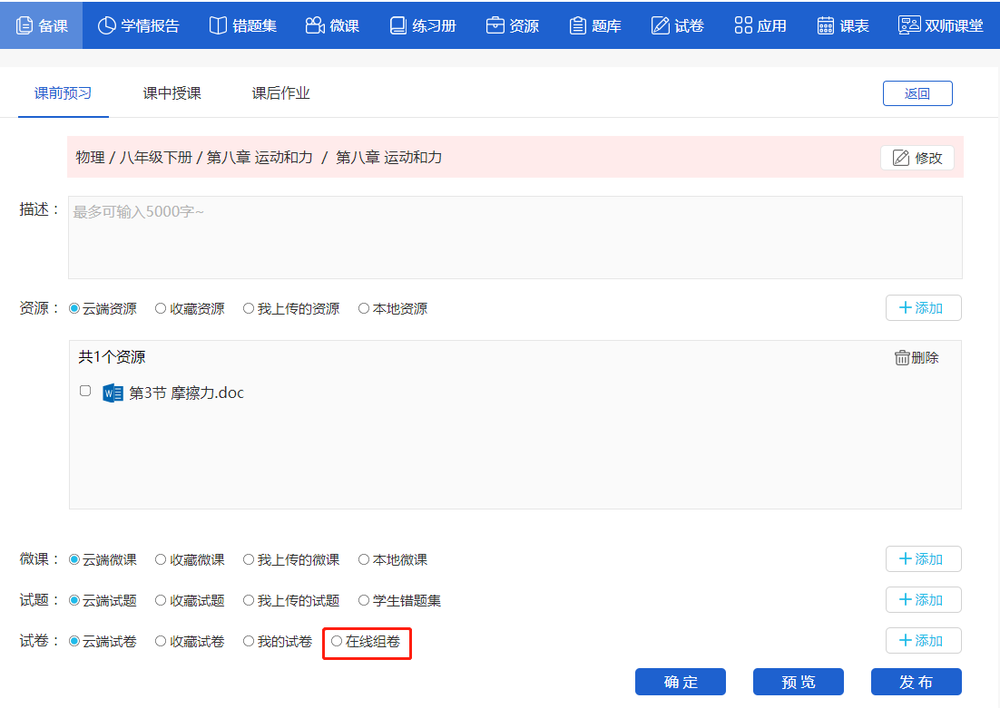 备课 学情报告 错题集 微课 练习册 资源 题库 试卷 应用 课表 双师课堂
课前预习 课中授课 课后作业 返回
物理 / 八年级下册 / 第八章 运动和力 / 第八章 运动和力 修改
描述： 最多可输入5000字~
资源： 云端资源 收藏资源 我上传的资源 本地资源 添加
共1个资源 删除
第3节 摩擦力.doc
微课： 云端微课 收藏微课 我上传的微课 本地微课 添加
试题： 云端试题 收藏试题 我上传的试题 学生错题集 添加
试卷： 云端试卷 收藏试卷 我的试卷 在线组卷 添加
确 定 预 览 发 布